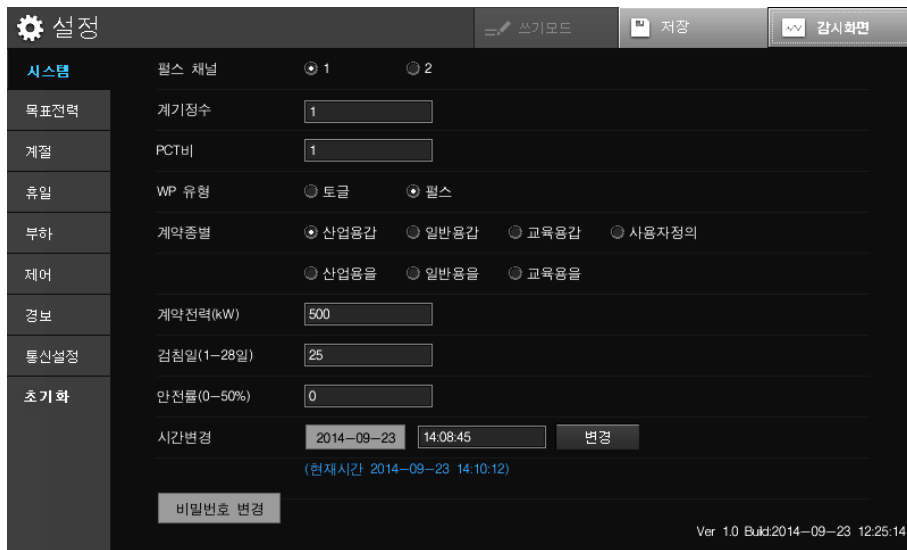 설정 쓰기모드 저장 감시화면
시스템 펄스 채널 1 2
목표전력 계기정수 1
계절 PCT비 1
휴일 WP 유형 토글 펄스
부하 계약종별 산업용갑 일반용갑 교육용갑 사용자정의
제어 산업용을 일반용을 교육용을
경보 계약전력(kW) 500
통신설정 검침일(1-28일) 25
초기화 안전률(0-50%) 0
시간변경 2014-09-23 14:08:45 변경
(현재시간 2014-09-23 14:10:12)
비밀번호 변경
Ver 1.0 Build:2014-09-23 12:25:14